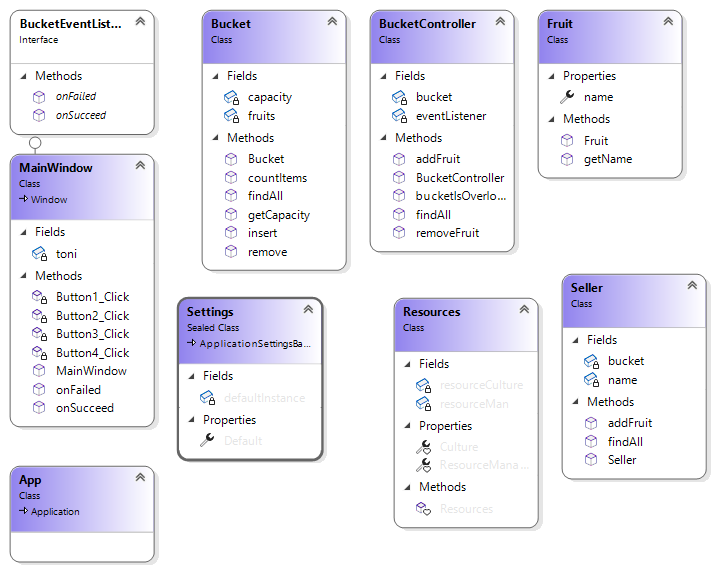 BucketEventList...
Interface
Methods
onFailed
onSucceed
MainWindow
Class
Window
Fields
toni
Methods
Button1_Click
Button2_Click
Button3_Click
Button4_Click
MainWindow
onFailed
onSucceed
App
Class
Application
Bucket
Class
Fields
capacity
fruits
Methods
Bucket
countItems
findAll
getCapacity
insert
remove
Settings
Sealed Class
ApplicationSettingsBa...
Fields
defaultInstance
Properties
Default
BucketController
Class
Fields
bucket
eventListener
Methods
addFruit
BucketController
bucketIsOverlo...
findAll
removeFruit
Resources
Class
Fields
resourceCulture
resourceMan
Properties
Culture
ResourceMana...
Methods
Resources
Fruit
Class
Properties
name
Methods
Fruit
getName
Seller
Class
Fields
bucket
name
Methods
addFruit
findAll
Seller